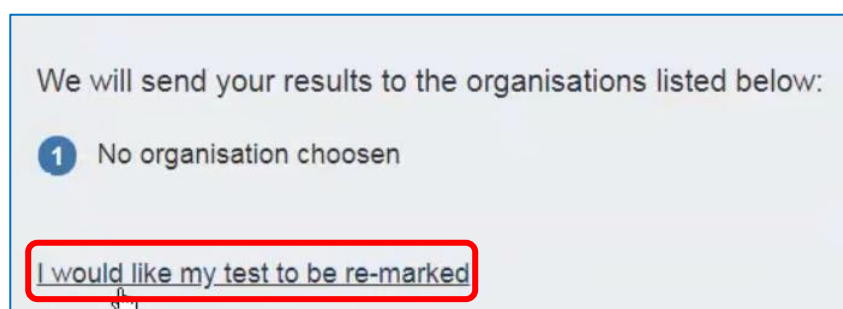 We will send your results to the organisations listed below:
1 No organisation choosen
I would like my test to be re-marked